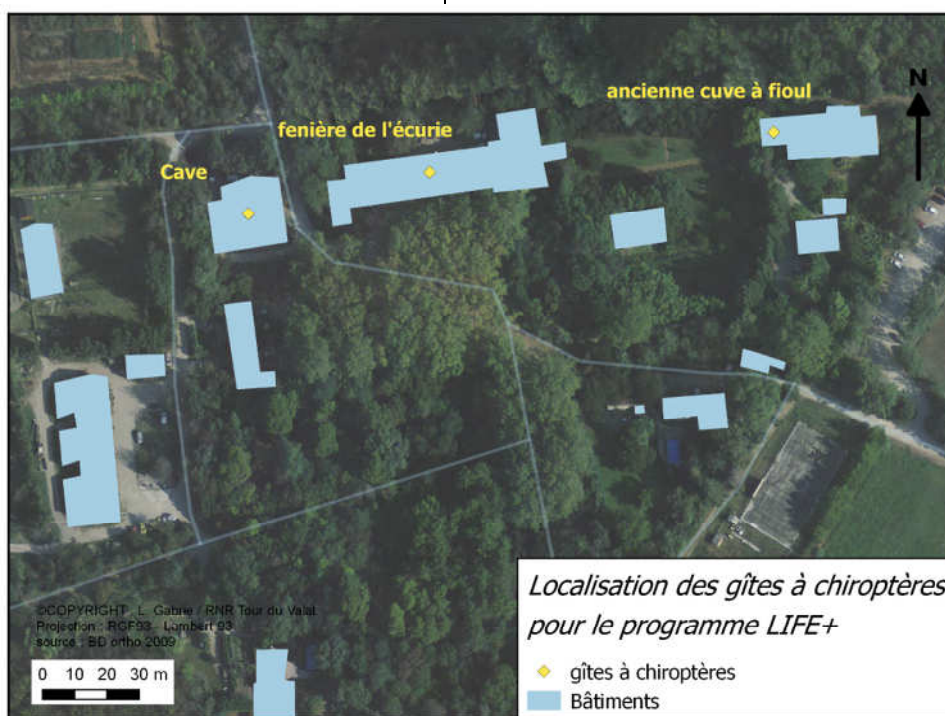 ancienne cuve à fioul
N
fenière de l'écurie
Cave
©COPYRIGHT : L. Gabrie / RNR Tour du Valat
Projection : RGF93 - Lambert 93
source : BD ortho 2009
0 10 20 30 m
Localisation des gîtes à chiroptères
pour le programme LIFE+
gîtes à chiroptères
Bâtiments